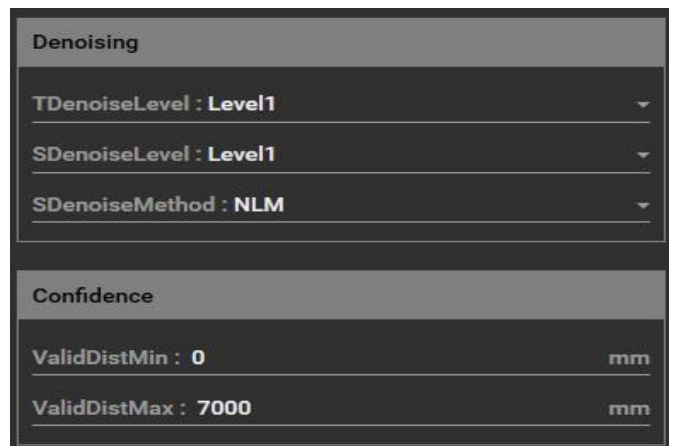 Denoising
TDenoiseLevel : Level1
SDenoiseLevel : Level1
SDenoiseMethod : NLM
Confidence
ValidDistMin : 0 mm
ValidDistMax : 7000 mm